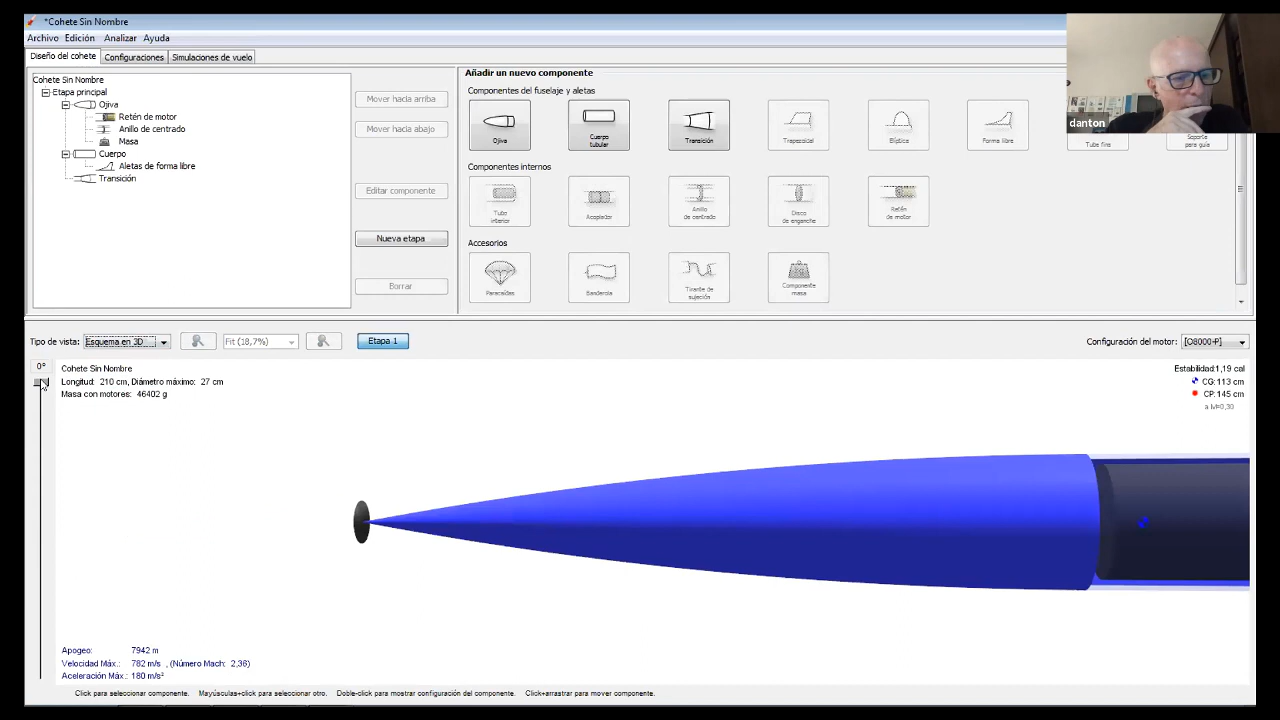 *Cohete Sin Nombre
Archivo Edición Analizar Ayuda
Diseño del cohete Configuraciones Simulaciones de vuelo
Cohete Sin Nombre
Etapa principal
Ojiva
Retén de motor
Anillo de centrado
Masa
Cuerpo
Aletas de forma libre
Transición
Mover hacia arriba
Mover hacia abajo
Editar componente
Nueva etapa
Borrar
Añadir un nuevo componente
Componentes del fuselaje y aletas
Ojiva
Cuerpo
tubular
Transición
Trapezoidal
Elíptica
Forma libre
Tube fins
Soporte
para guía
Componentes internos
Tubo
interior
Acoplador
Anillo
de centrado
Disco
de enganche
Retén
de motor
Accesorios
Paracaídas
Banderola
Tirante de
sujeción
Componente
masa
danton
Tipo de vista: Esquema en 3D Fit (18,7%) Etapa 1 Configuración del motor: [O8000-P]
0°
Cohete Sin Nombre
Longitud: 210 cm, Diámetro máximo: 27 cm
Masa con motores: 46402 g
Estabilidad:1,19 cal
CG:113 cm
CP:145 cm
a M=0,30
Apogeo: 7942 m
Velocidad Máx.: 782 m/s , (Número Mach: 2,36)
Aceleración Máx.: 180 m/s²
Click para seleccionar componente. Mayúsculas+click para seleccionar otro. Doble-click para mostrar configuración del componente. Click+arrastrar para mover componente.